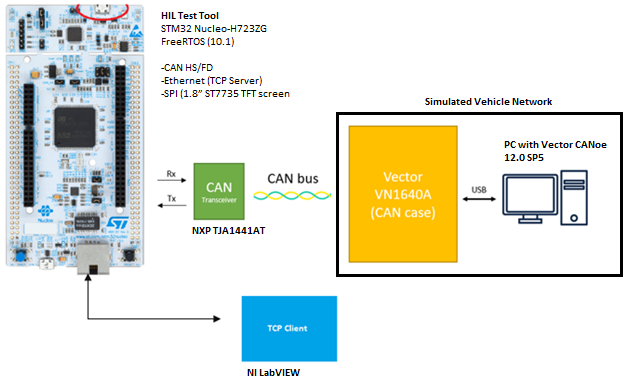 HIL Test Tool
STM32 Nucleo-H723ZG
FreeRTOS (10.1)
-CAN HS/FD
-Ethernet (TCP Server)
-SPI (1.8” ST7735 TFT screen
Simulated Vehicle Network
Rx
Tx
CAN
Transceiver
NXP TJA1441AT
CAN bus
Vector
VN1640A
(CAN case)
USB
PC with Vector CANoe
12.0 SP5
Nucleo
ST
TCP Client
NI LabVIEW